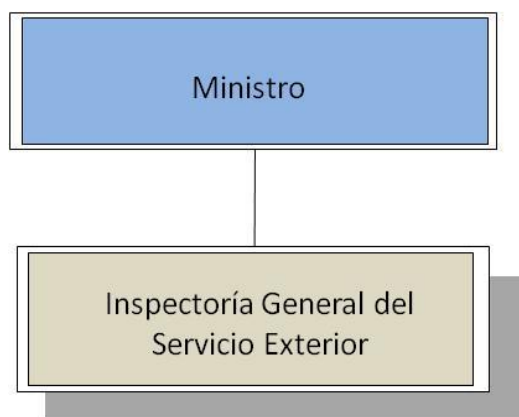 Ministro
Inspectoría General del
Servicio Exterior